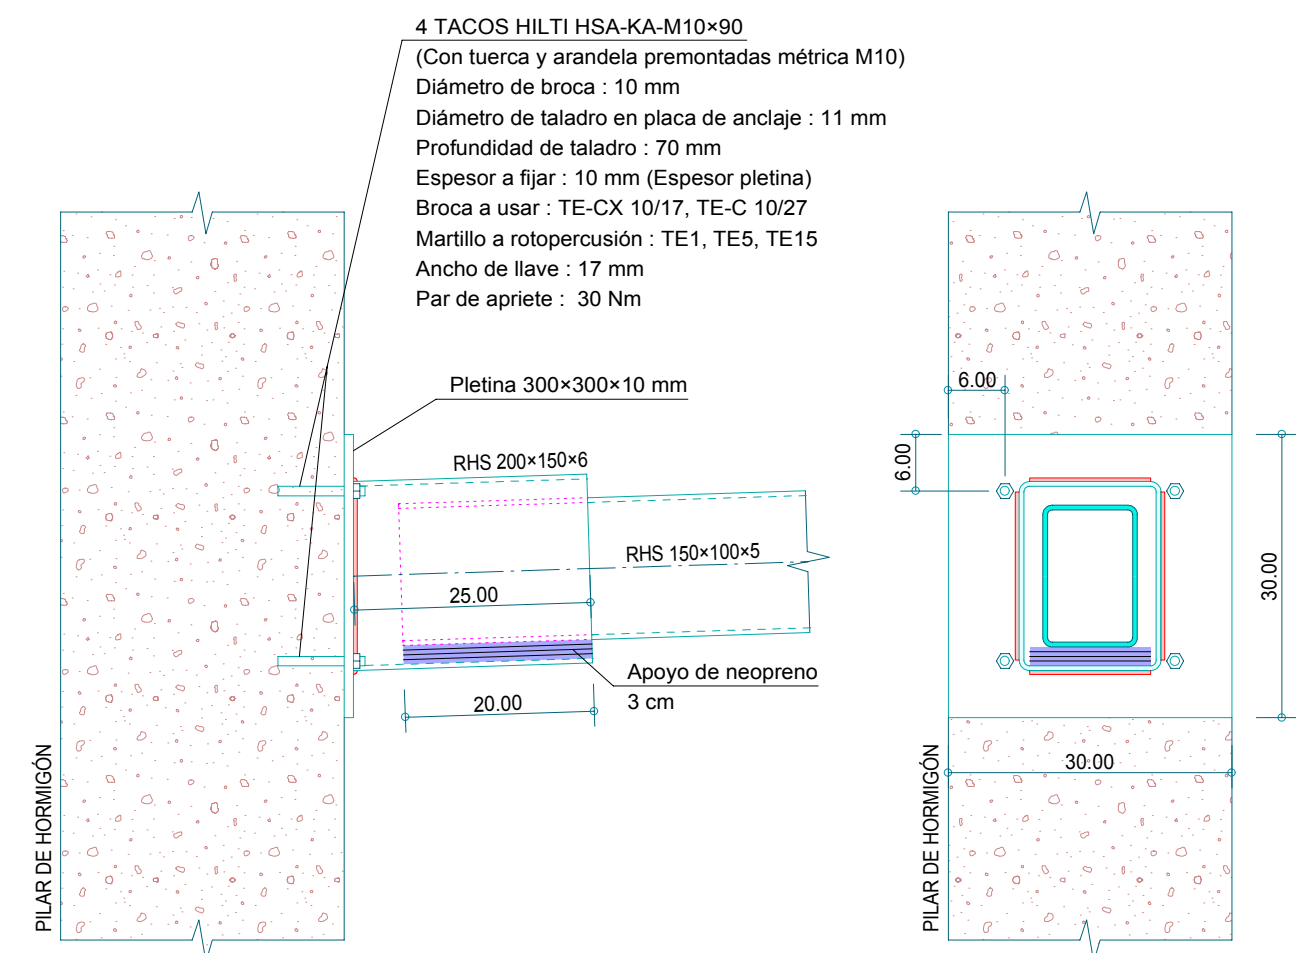 4 TACOS HILTI HSA-KA-M10×90
(Con tuerca y arandela premontadas métrica M10)
Diámetro de broca : 10 mm
Diámetro de taladro en placa de anclaje : 11 mm
Profundidad de taladro : 70 mm
Espesor a fijar : 10 mm (Espesor pletina)
Broca a usar : TE-CX 10/17, TE-C 10/27
Martillo a rotopercusión : TE1, TE5, TE15
Ancho de llave : 17 mm
Par de apriete : 30 Nm
Pletina 300×300×10 mm
RHS 200×150×6
RHS 150×100×5
25.00
Apoyo de neopreno
3 cm
20.00
PILAR DE HORMIGÓN
6.00
6.00
30.00
30.00
PILAR DE HORMIGÓN